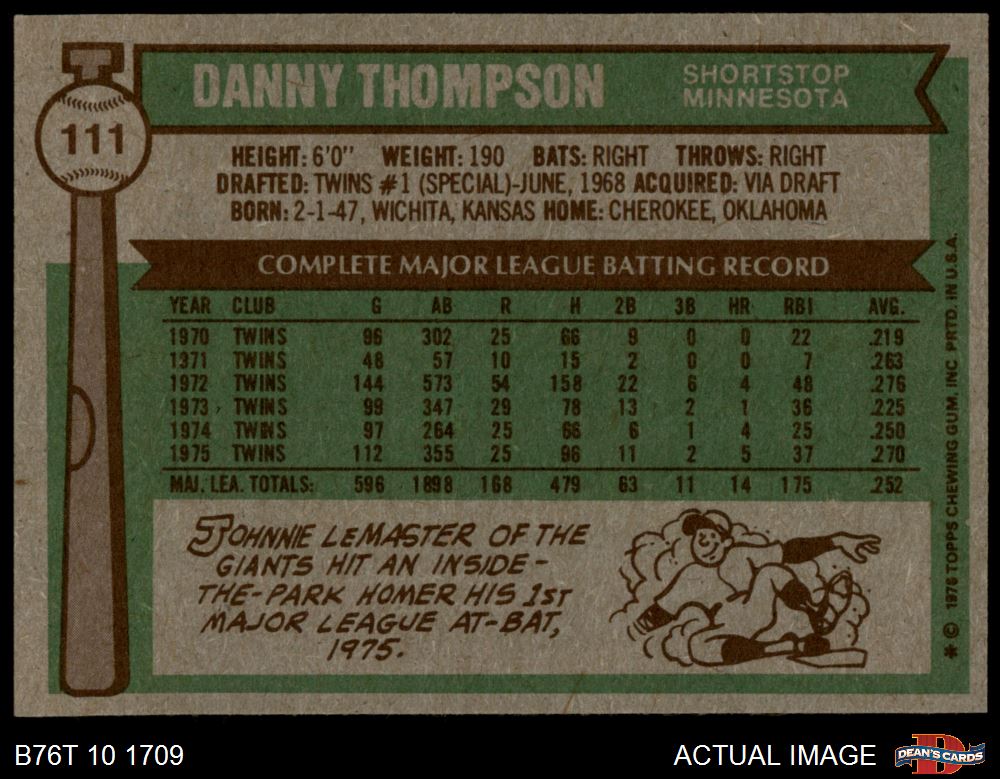 111
DANNY THOMPSON
SHORTSTOP
MINNESOTA
HEIGHT: 6'0" WEIGHT: 190 BATS: RIGHT THROWS: RIGHT
DRAFTED: TWINS #1 (SPECIAL)-JUNE, 1968 ACQUIRED: VIA DRAFT
BORN: 2-1-47, WICHITA, KANSAS HOME: CHEROKEE, OKLAHOMA
COMPLETE MAJOR LEAGUE BATTING RECORD
YEAR CLUB G AB R H 2B 3B HR RBI AVG.
1970 TWINS 96 302 25 66 9 0 0 22 .219
1971 TWINS 48 57 10 15 2 0 0 7 .263
1972 TWINS 144 573 54 158 22 6 4 48 .276
1973 TWINS 99 347 29 78 13 2 1 36 .225
1974 TWINS 97 264 25 66 6 1 4 25 .250
1975 TWINS 112 355 25 96 11 2 5 37 .270
MAJ. LEA. TOTALS: 596 1898 168 479 63 11 14 175 .252
JOHNNIE LEMASTER OF THE
GIANTS HIT AN INSIDE-
THE-PARK HOMER HIS 1ST
MAJOR LEAGUE AT-BAT,
1975.
* © 1976 TOPPS CHEWING GUM, INC PRTD. IN U.S.A.
B76T 10 1709
ACTUAL IMAGE
DEAN'S CARDS